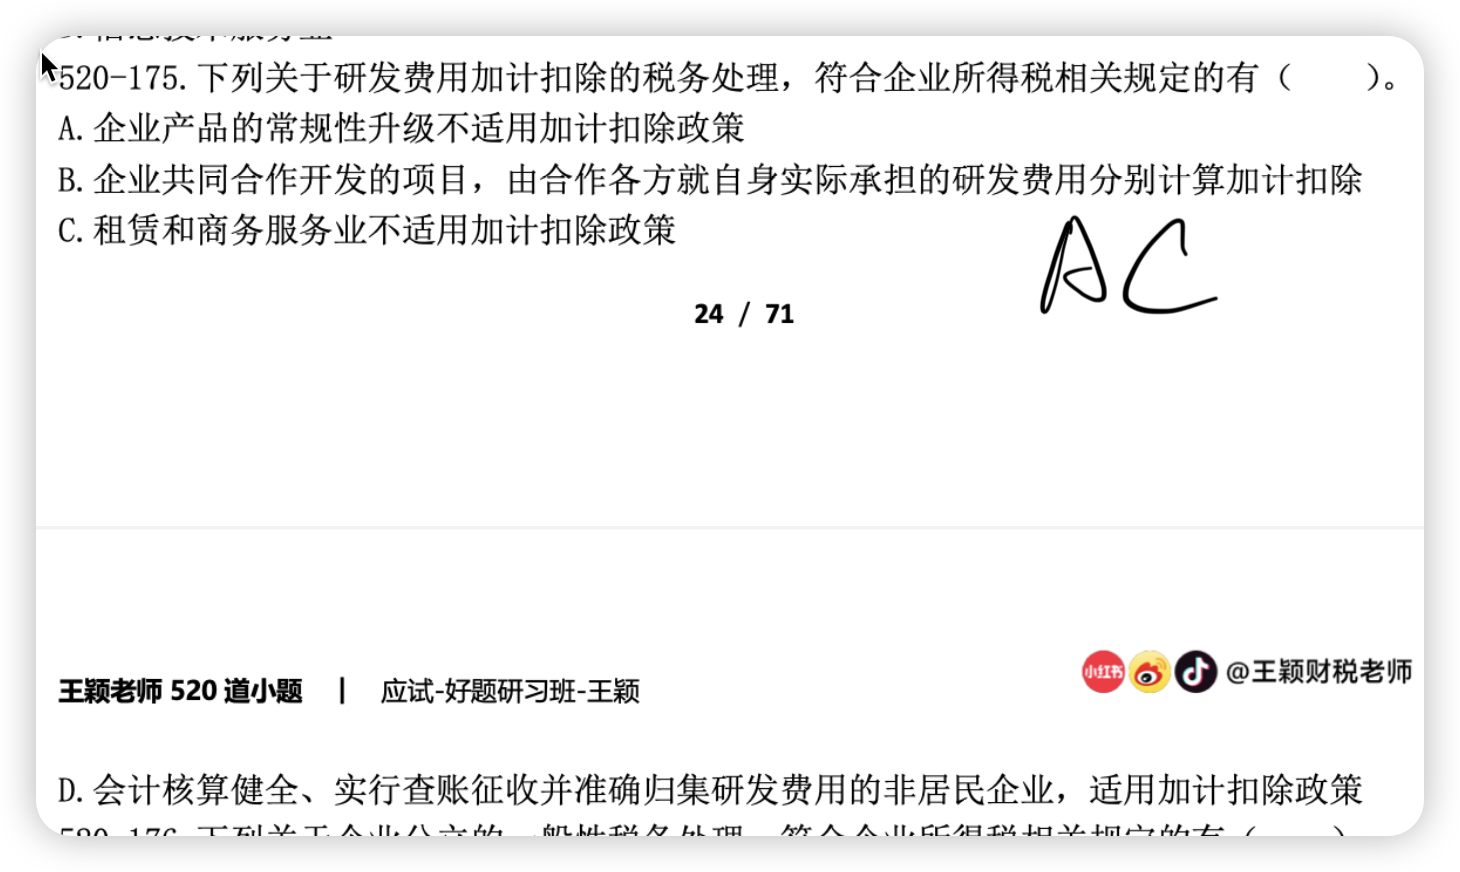 520-175. 下列关于研发费用加计扣除的税务处理，符合企业所得税相关规定的有（　　）。
A. 企业产品的常规性升级不适用加计扣除政策
B. 企业共同合作开发的项目，由合作各方就自身实际承担的研发费用分别计算加计扣除
C. 租赁和商务服务业不适用加计扣除政策
AC
24 / 71
小红书 @王颖财税老师
王颖老师 520 道小题 | 应试-好题研习班-王颖
D. 会计核算健全、实行查账征收并准确归集研发费用的非居民企业，适用加计扣除政策